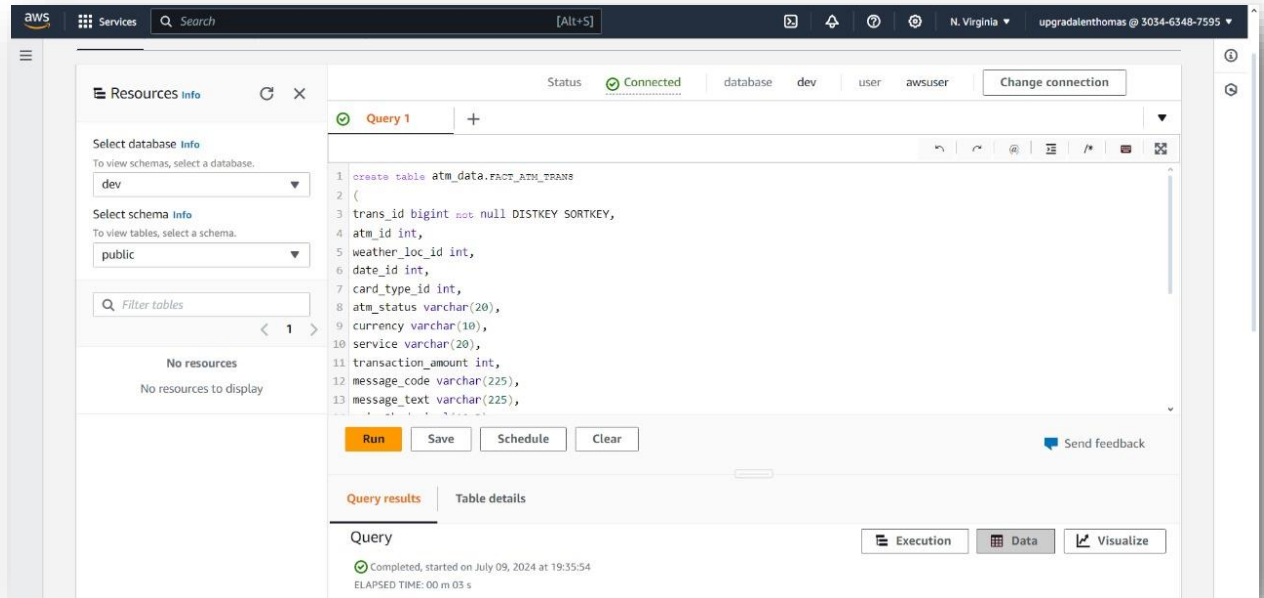 aws Services Search [Alt+S] N. Virginia upgradalenthomas @ 3034-6348-7595
Resources Info
Select database Info
To view schemas, select a database.
dev
Select schema Info
To view tables, select a schema.
public
Filter tables
1
No resources
No resources to display
Status Connected database dev user awsuser Change connection
Query 1
1 create table atm_data.FACT_ATM_TRANS
2 (
3 trans_id bigint not null DISTKEY SORTKEY,
4 atm_id int,
5 weather_loc_id int,
6 date_id int,
7 card_type_id int,
8 atm_status varchar(20),
9 currency varchar(10),
10 service varchar(20),
11 transaction_amount int,
12 message_code varchar(225),
13 message_text varchar(225),
Run Save Schedule Clear Send feedback
Query results Table details
Query Execution Data Visualize
Completed, started on July 09, 2024 at 19:35:54
ELAPSED TIME: 00 m 03 s